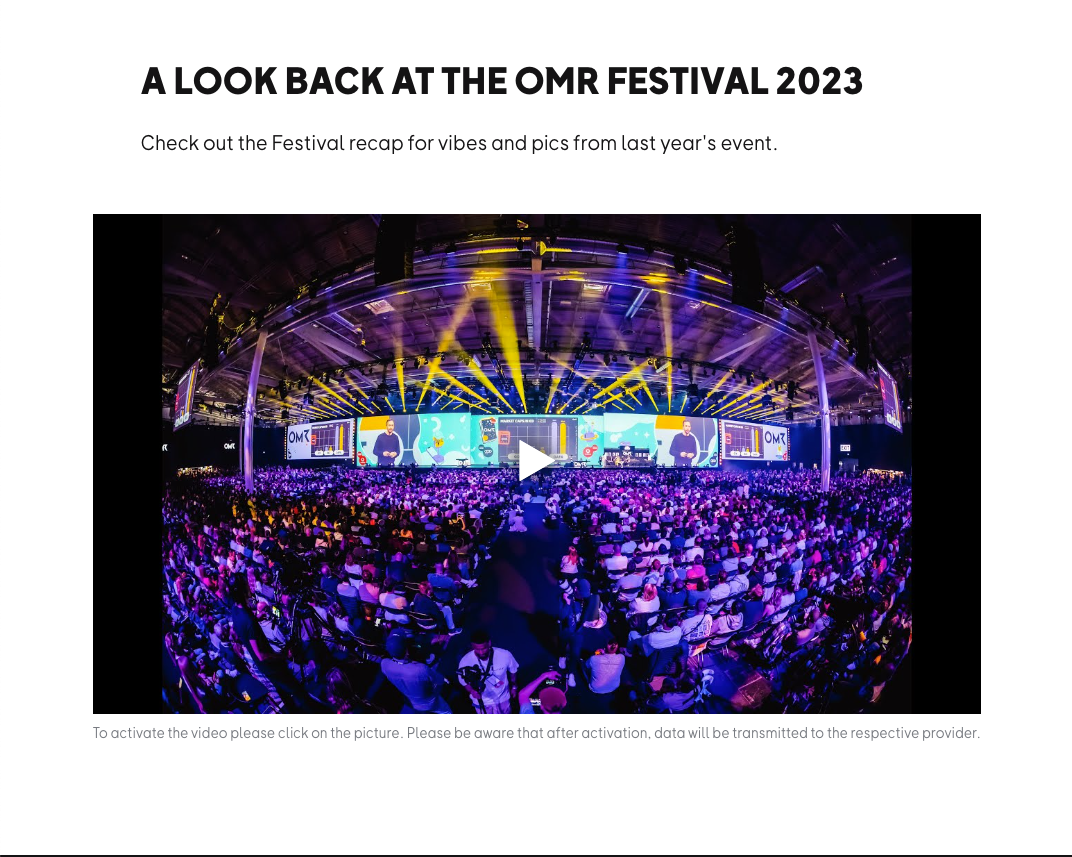 A LOOK BACK AT THE OMR FESTIVAL 2023
Check out the Festival recap for vibes and pics from last year's event.
OMR
OMR
OMR
EXIT
To activate the video please click on the picture. Please be aware that after activation, data will be transmitted to the respective provider.